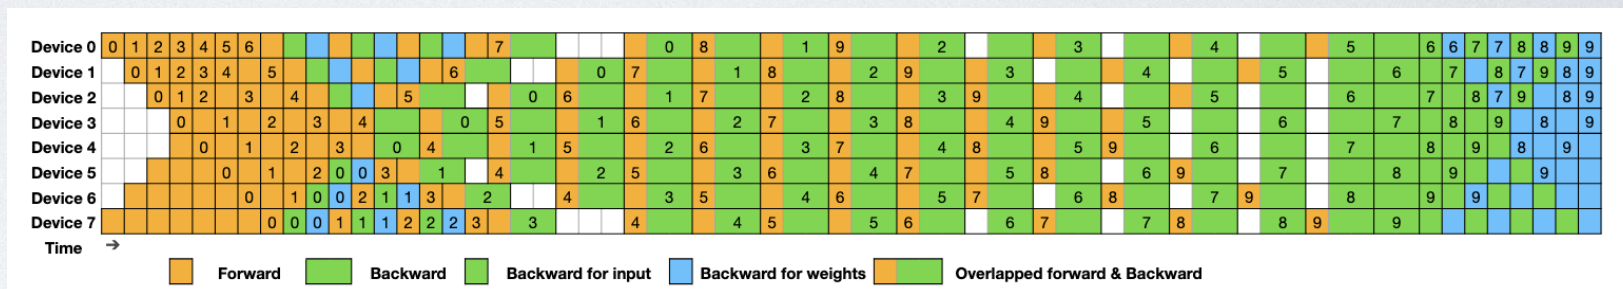 Device 0 0 1 2 3 4 5 6 7 0 8 1 9 2 3 4 5 6 6 7 7 8 8 9 9
Device 1 0 1 2 3 4 5 6 0 7 1 8 2 9 3 4 5 6 7 8 7 9 8 9
Device 2 0 1 2 3 4 5 0 6 1 7 2 8 3 9 4 5 6 7 8 7 9 8 9
Device 3 0 1 2 3 4 0 5 1 6 2 7 3 8 4 9 5 6 7 8 9 8 9
Device 4 0 1 2 3 0 4 1 5 2 6 3 7 4 8 5 9 6 7 8 9 8 9
Device 5 0 1 2 0 0 3 1 4 2 5 3 6 4 7 5 8 6 9 7 8 9 9
Device 6 0 1 0 0 2 1 1 3 2 4 3 5 4 6 5 7 6 8 7 9 8 9 9
Device 7 0 0 0 1 1 1 2 2 2 3 3 4 4 5 5 6 6 7 7 8 8 9 9
Time →
Forward Backward Backward for input Backward for weights Overlapped forward & Backward